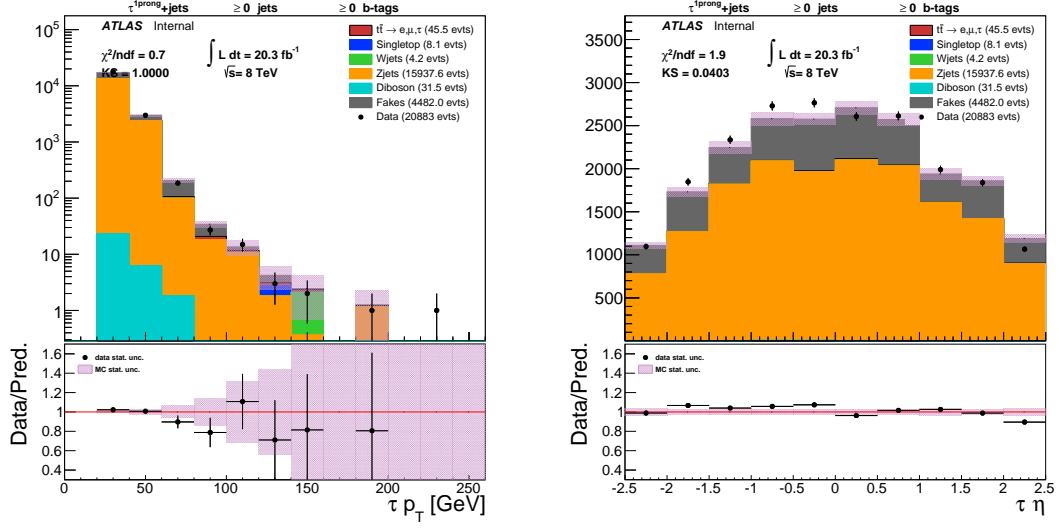 τ 1prong+jets ≥ 0 jets ≥ 0 b-tags
ATLAS Internal
χ²/ndf = 0.7
KS = 1.0000
∫ L dt = 20.3 fb⁻¹
√s= 8 TeV
tt̄ → e,μ,τ (45.5 evts)
Singletop (8.1 evts)
Wjets (4.2 evts)
Zjets (15937.6 evts)
Diboson (31.5 evts)
Fakes (4482.0 evts)
Data (20883 evts)
10⁵
10⁴
10³
10²
10
1
data stat. unc.
MC stat. unc.
Data/Pred.
1.6
1.4
1.2
1
0.8
0.6
0.4
0 50 100 150 200 250
τ p_T [GeV]
τ 1prong+jets ≥ 0 jets ≥ 0 b-tags
ATLAS Internal
χ²/ndf = 1.9
KS = 0.0403
∫ L dt = 20.3 fb⁻¹
√s= 8 TeV
tt̄ → e,μ,τ (45.5 evts)
Singletop (8.1 evts)
Wjets (4.2 evts)
Zjets (15937.6 evts)
Diboson (31.5 evts)
Fakes (4482.0 evts)
Data (20883 evts)
3500
3000
2500
2000
1500
1000
500
data stat. unc.
MC stat. unc.
Data/Pred.
1.6
1.4
1.2
1
0.8
0.6
0.4
-2.5 -2 -1.5 -1 -0.5 0 0.5 1 1.5 2 2.5
τ η